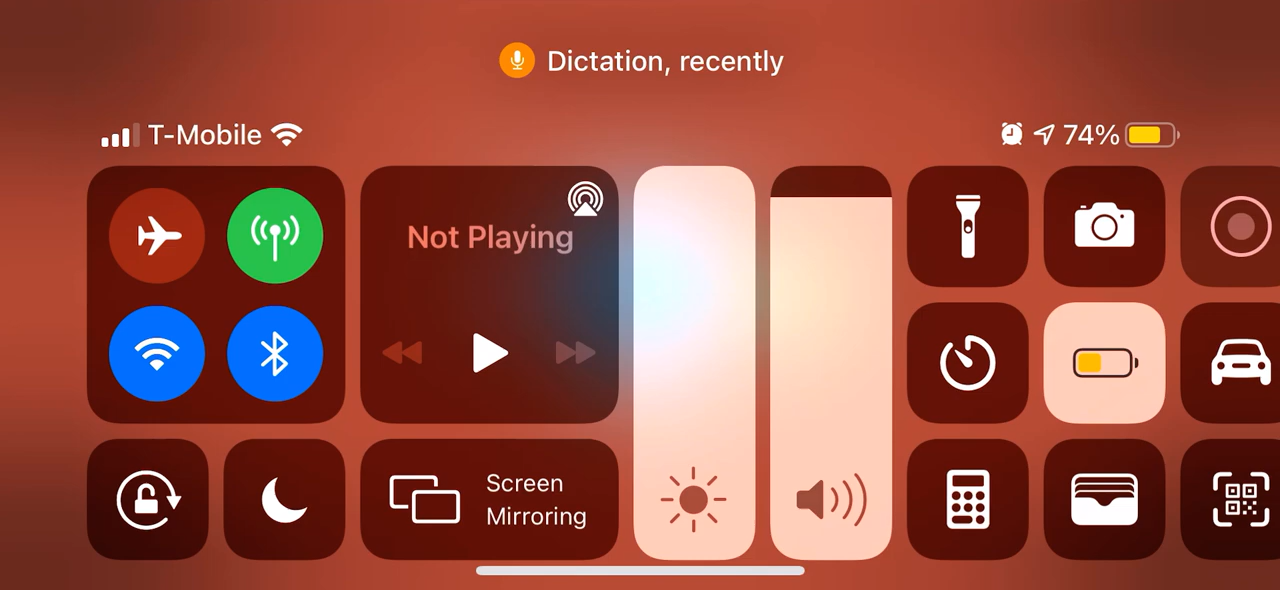 Dictation, recently
T-Mobile
74%
Not Playing
Screen
Mirroring